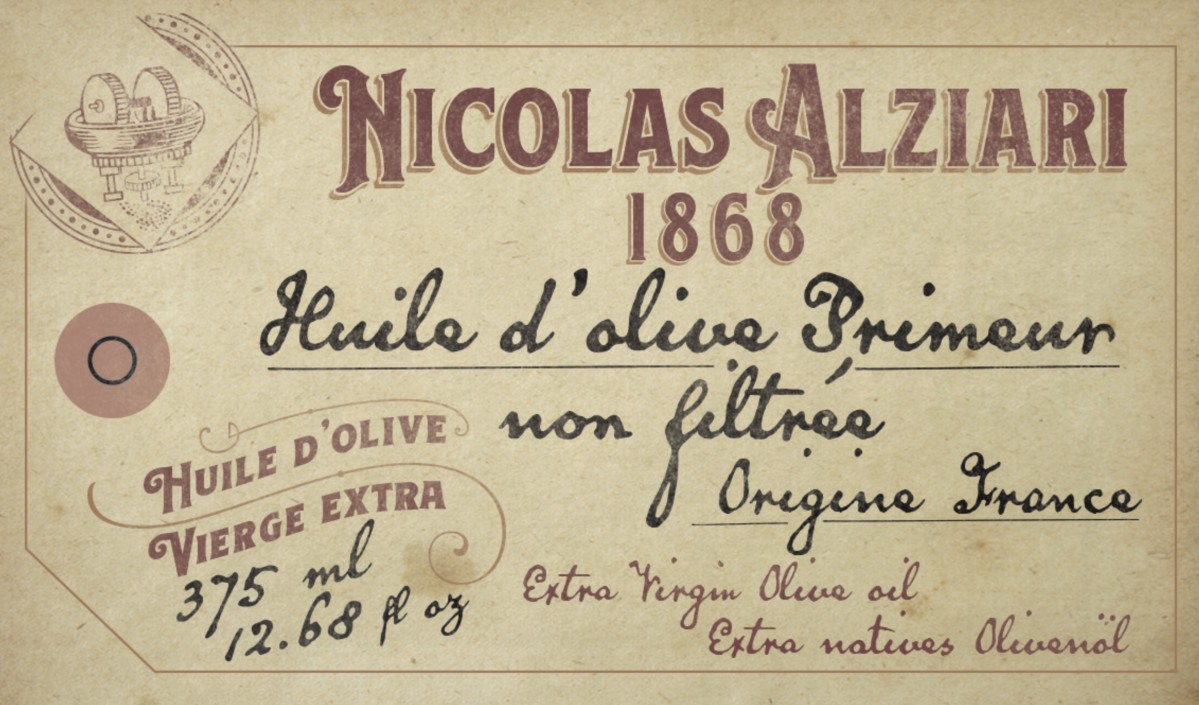 NICOLAS ALZIARI
1868
Huile d'olive Primeur
non filtrée
Origine France
HUILE D'OLIVE
VIERGE EXTRA
375 ml
12.68 fl oz
Extra Virgin Olive oil
Extra natives Olivenöl